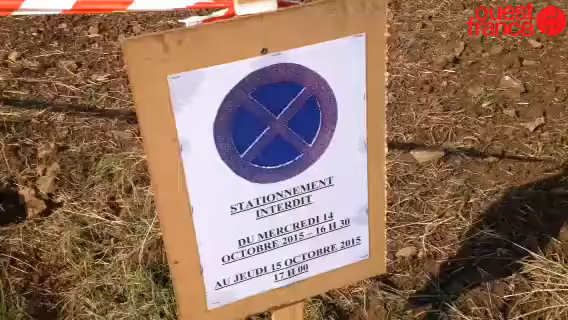 ouest
france
STATIONNEMENT
INTERDIT
DU MERCREDI 14
OCTOBRE 2015 – 16 H 30
AU JEUDI 15 OCTOBRE 2015
17 H 00